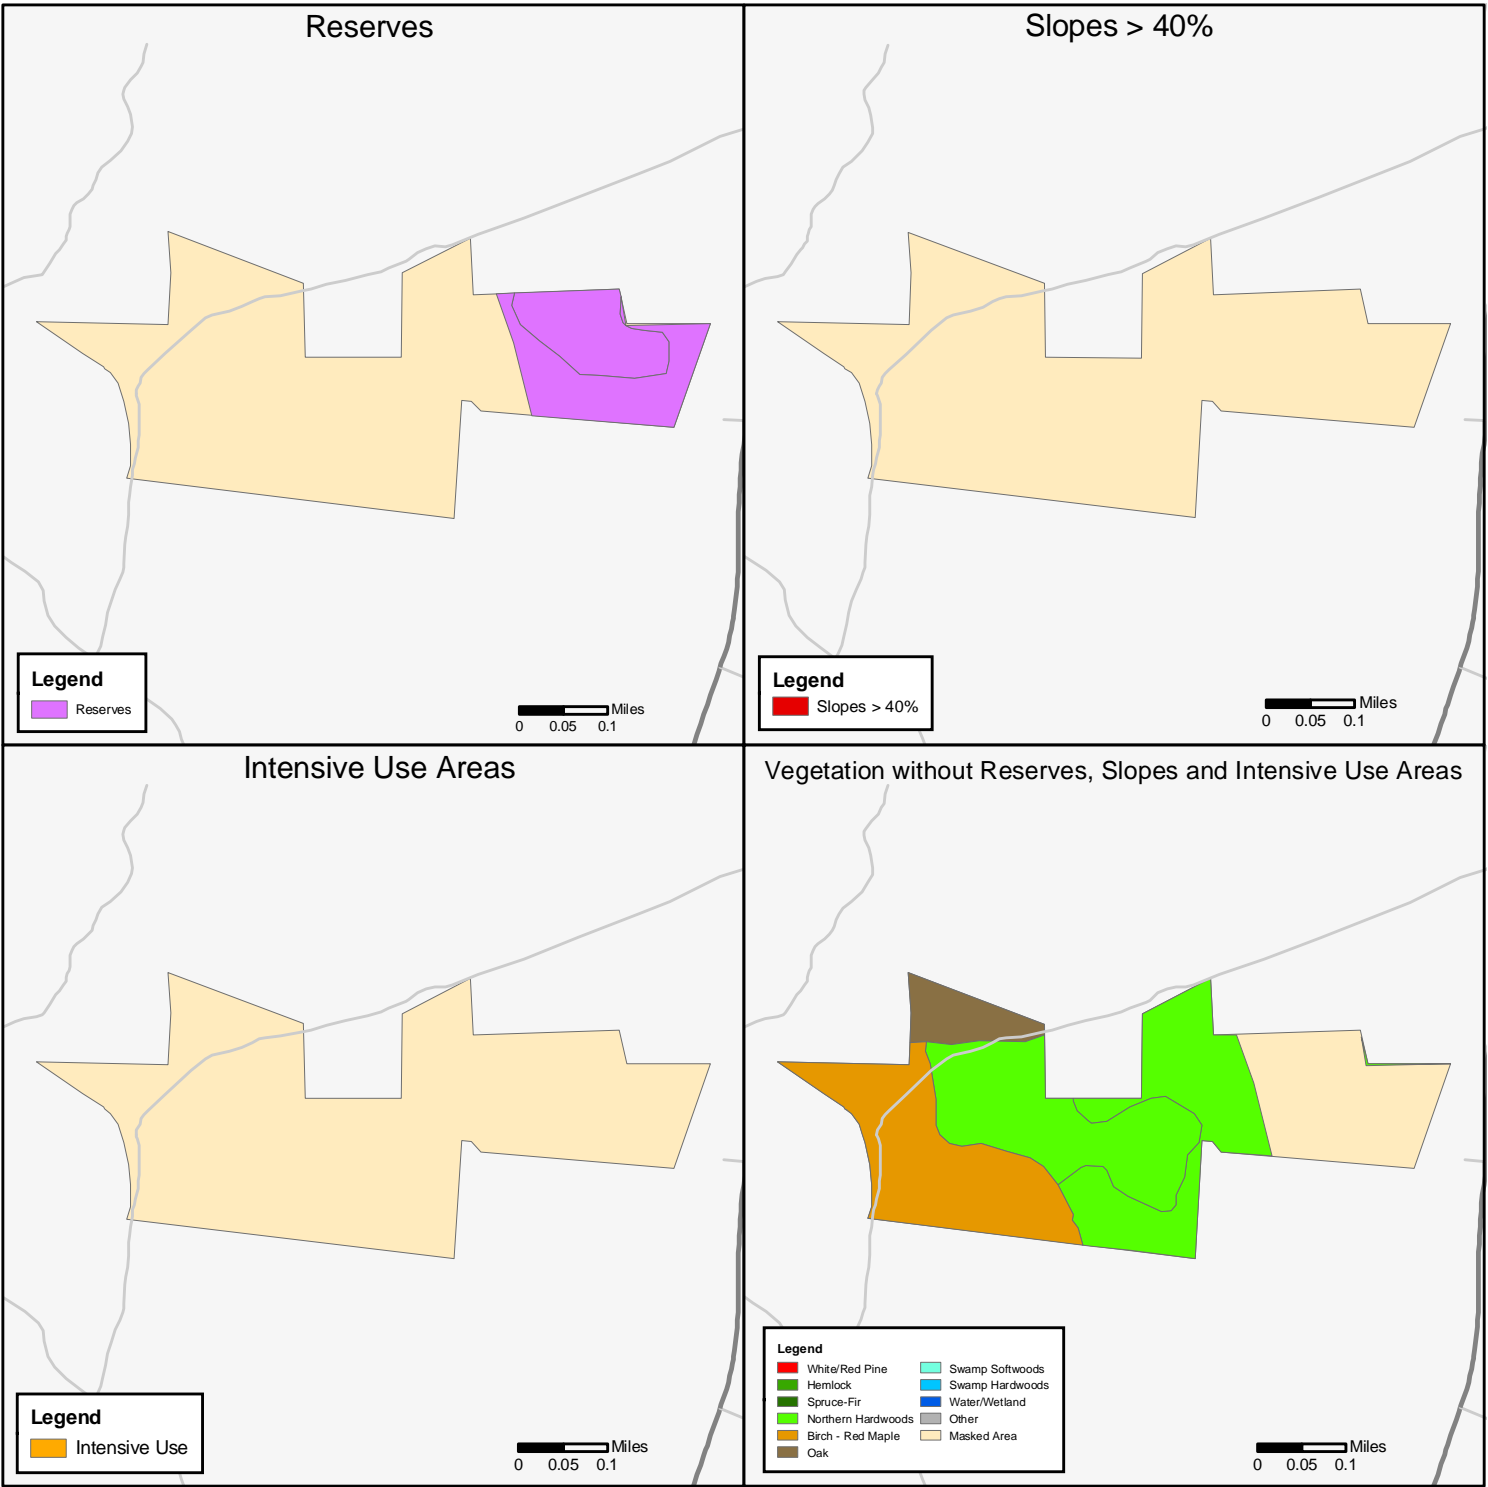 Reserves
Legend
Reserves
Miles
0 0.05 0.1
Slopes > 40%
Legend
Slopes > 40%
Miles
0 0.05 0.1
Intensive Use Areas
Legend
Intensive Use
Miles
0 0.05 0.1
Vegetation without Reserves, Slopes and Intensive Use Areas
Legend
White/Red Pine
Hemlock
Spruce-Fir
Northern Hardwoods
Birch - Red Maple
Oak
Swamp Softwoods
Swamp Hardwoods
Water/Wetland
Other
Masked Area
Miles
0 0.05 0.1